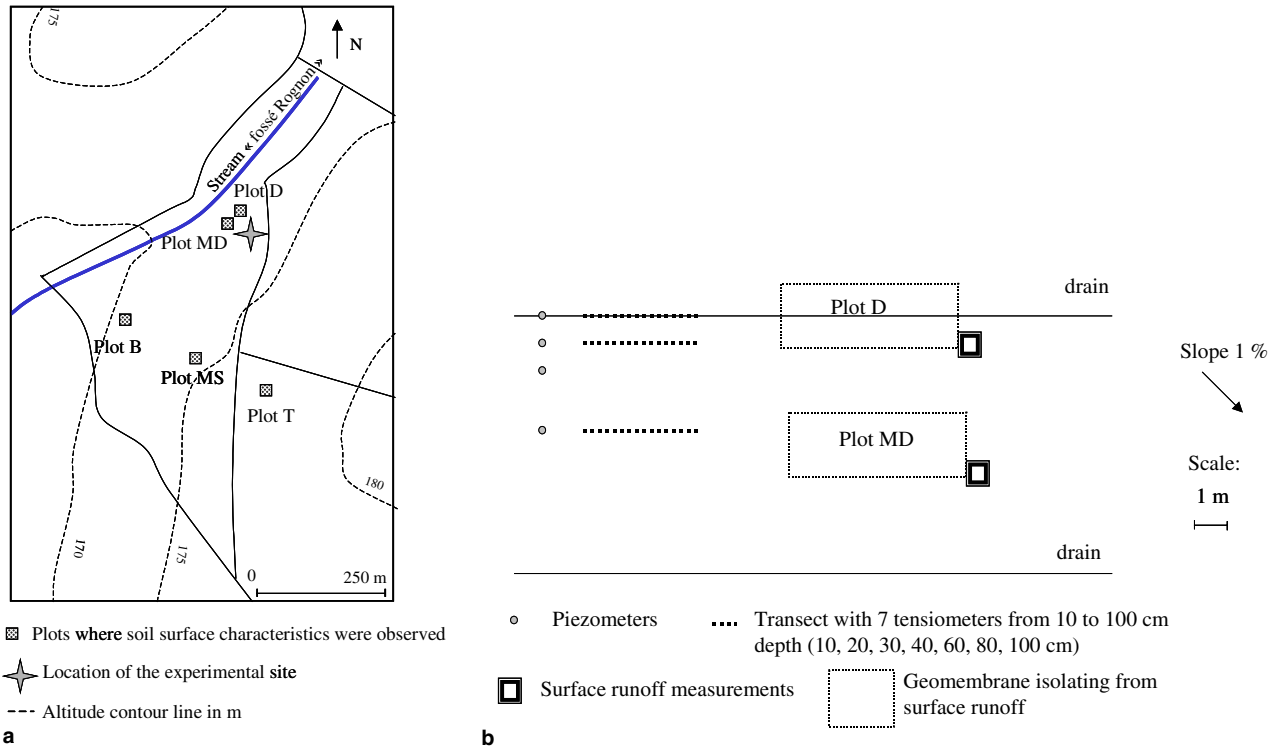 175
N
Stream « fossé Rognon »
Plot D
Plot MD
Plot B
Plot MS
Plot T
180
170
175
0
250 m
Plots where soil surface characteristics were observed
Location of the experimental site
Altitude contour line in m
a
drain
Plot D
Slope 1 %
Plot MD
Scale:
1 m
drain
Piezometers
Transect with 7 tensiometers from 10 to 100 cm
depth (10, 20, 30, 40, 60, 80, 100 cm)
Surface runoff measurements
Geomembrane isolating from
surface runoff
b